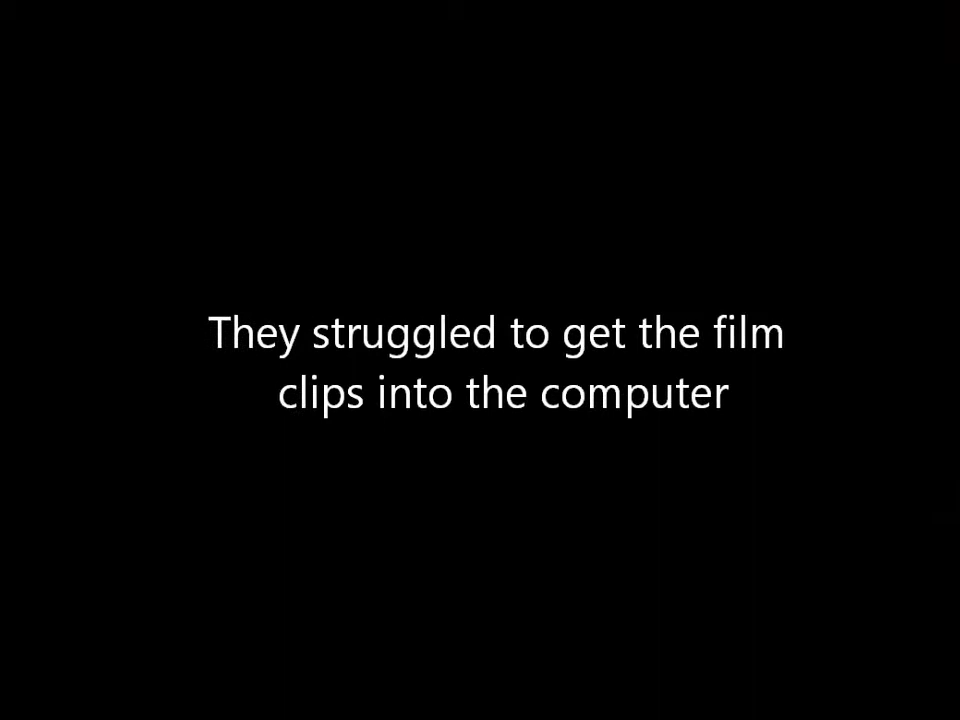 They struggled to get the film
clips into the computer